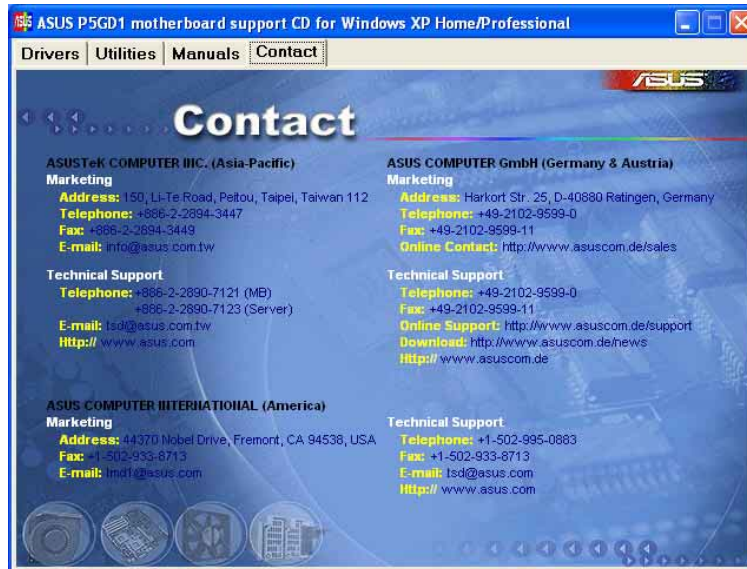 ASUS P5GD1 motherboard support CD for Windows XP Home/Professional
Drivers Utilities Manuals Contact
ASUS
Contact
ASUSTeK COMPUTER INC. (Asia-Pacific)
Marketing
Address: 150, Li-Te Road, Peitou, Taipei, Taiwan 112
Telephone: +886-2-2894-3447
Fax: +886-2-2894-3449
E-mail: info@asus.com.tw
Technical Support
Telephone: +886-2-2890-7121 (MB)
+886-2-2890-7123 (Server)
E-mail: tsd@asus.com.tw
Http:// www.asus.com
ASUS COMPUTER GmbH (Germany & Austria)
Marketing
Address: Harkort Str. 25, D-40880 Ratingen, Germany
Telephone: +49-2102-9599-0
Fax: +49-2102-9599-11
Online Contact: http://www.asuscom.de/sales
Technical Support
Telephone: +49-2102-9599-0
Fax: +49-2102-9599-11
Online Support: http://www.asuscom.de/support
Download: http://www.asuscom.de/news
Http:// www.asuscom.de
ASUS COMPUTER INTERNATIONAL (America)
Marketing
Address: 44370 Nobel Drive, Fremont, CA 94538, USA
Fax: +1-502-933-8713
E-mail: tmd1@asus.com
Technical Support
Telephone: +1-502-995-0883
Fax: +1-502-933-8713
E-mail: tsd@asus.com
Http:// www.asus.com